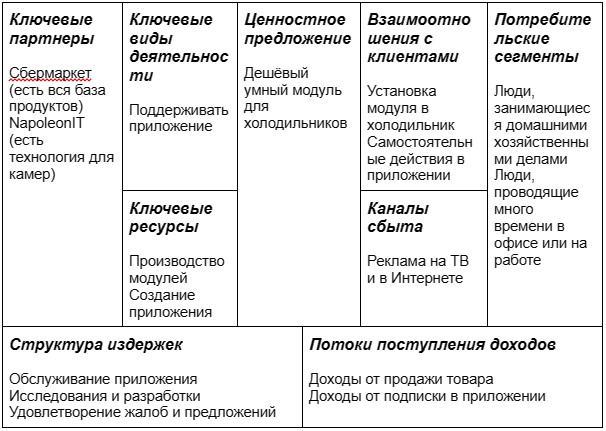 Ключевые
партнеры
Сбермаркет
(есть вся база
продуктов)
NapoleonIT
(есть
технология для
камер)
Ключевые
виды
деятельнос
ти
Поддерживать
приложение
Ключевые
ресурсы
Производство
модулей
Создание
приложения
Ценностное
предложение
Дешёвый
умный модуль
для
холодильников
Взаимоотно
шения с
клиентами
Установка
модуля в
холодильник
Самостоятельн
ые действия в
приложении
Каналы
сбыта
Реклама на ТВ
и в Интернете
Потребите
льские
сегменты
Люди,
занимающиес
я домашними
хозяйственны
ми делами
Люди,
проводящие
много
времени в
офисе или на
работе
Структура издержек
Обслуживание приложения
Исследования и разработки
Удовлетворение жалоб и предложений
Потоки поступления доходов
Доходы от продажи товара
Доходы от подписки в приложении